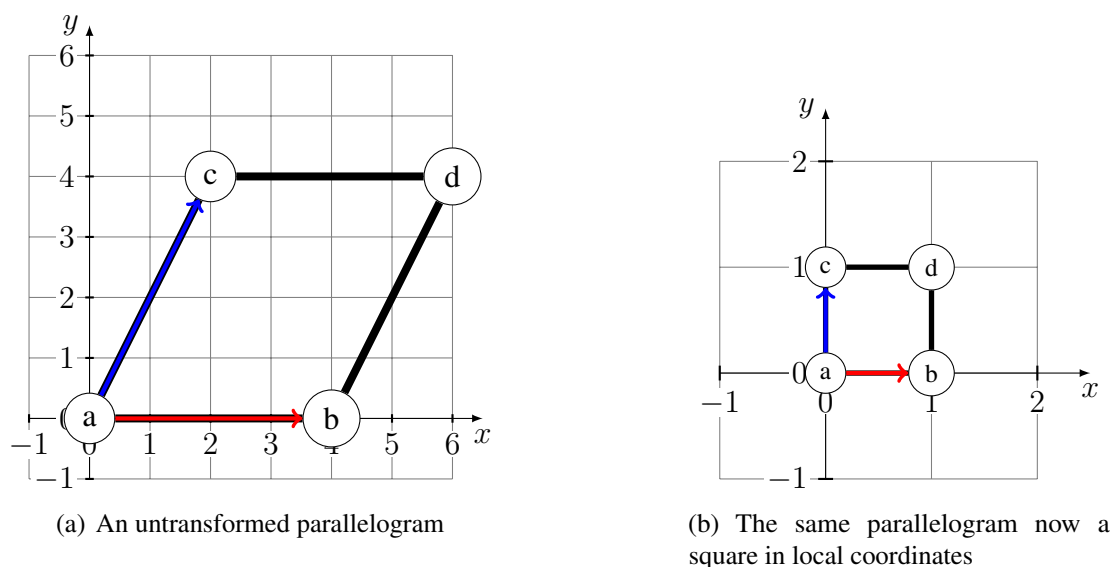 y
6
5
4
3
2
1
0
−1
c
d
a
b
−1 0 1 2 3 4 5 6 x
(a) An untransformed parallelogram
y
2
1
0
−1
c
d
a
b
−1 0 1 2 x
(b) The same parallelogram now a
square in local coordinates